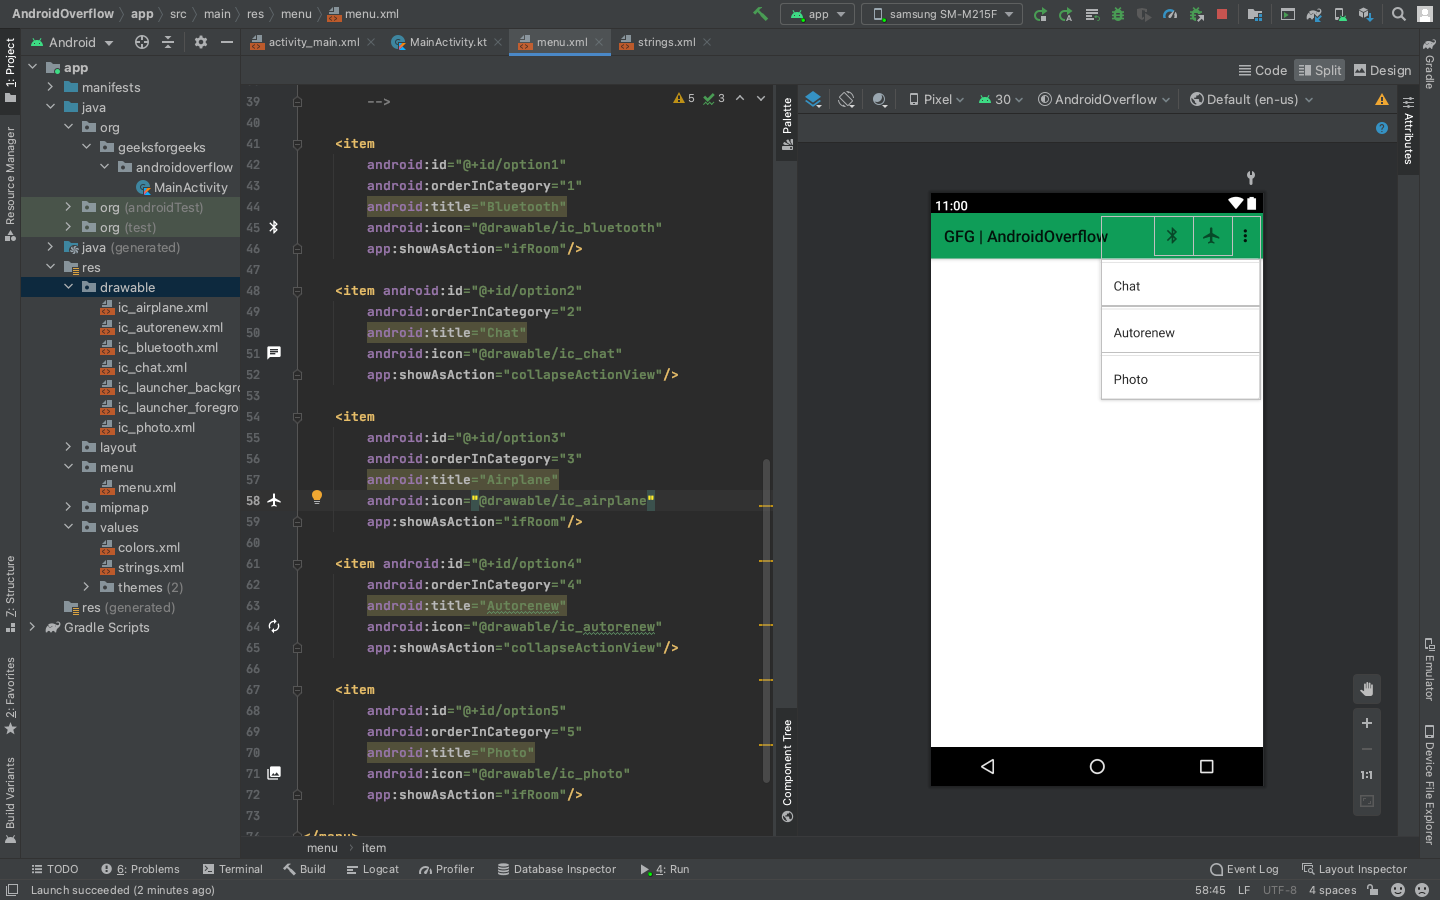 AndroidOverflow app src main res menu menu.xml app samsung SM-M215F
Android activity_main.xml MainActivity.kt menu.xml strings.xml
Code Split Design
1: Project
Resource Manager
7: Structure
2: Favorites
Build Variants
app
manifests
java
org
geeksforgeeks
androidoverflow
MainActivity
org (androidTest)
org (test)
java (generated)
res
drawable
ic_airplane.xml
ic_autorenew.xml
ic_bluetooth.xml
ic_chat.xml
ic_launcher_backgro
ic_launcher_foregro
ic_photo.xml
layout
menu
menu.xml
mipmap
values
colors.xml
strings.xml
themes (2)
res (generated)
Gradle Scripts
5 3
39 -->
40
41 <item
42 android:id="@+id/option1"
43 android:orderInCategory="1"
44 android:title="Bluetooth"
45 android:icon="@drawable/ic_bluetooth"
46 app:showAsAction="ifRoom"/>
47
48 <item android:id="@+id/option2"
49 android:orderInCategory="2"
50 android:title="Chat"
51 android:icon="@drawable/ic_chat"
52 app:showAsAction="collapseActionView"/>
53
54 <item
55 android:id="@+id/option3"
56 android:orderInCategory="3"
57 android:title="Airplane"
58 android:icon="@drawable/ic_airplane"
59 app:showAsAction="ifRoom"/>
60
61 <item android:id="@+id/option4"
62 android:orderInCategory="4"
63 android:title="Autorenew"
64 android:icon="@drawable/ic_autorenew"
65 app:showAsAction="collapseActionView"/>
66
67 <item
68 android:id="@+id/option5"
69 android:orderInCategory="5"
70 android:title="Photo"
71 android:icon="@drawable/ic_photo"
72 app:showAsAction="ifRoom"/>
73
74 </menu>
menu item
Palette
Component Tree
Pixel 30 AndroidOverflow Default (en-us)
11:00
GFG | AndroidOverflow
Chat
Autorenew
Photo
1:1
Gradle
Attributes
Emulator
Device File Explorer
TODO 6: Problems Terminal Build Logcat Profiler Database Inspector 4: Run Event Log Layout Inspector
Launch succeeded (2 minutes ago) 58:45 LF UTF-8 4 spaces